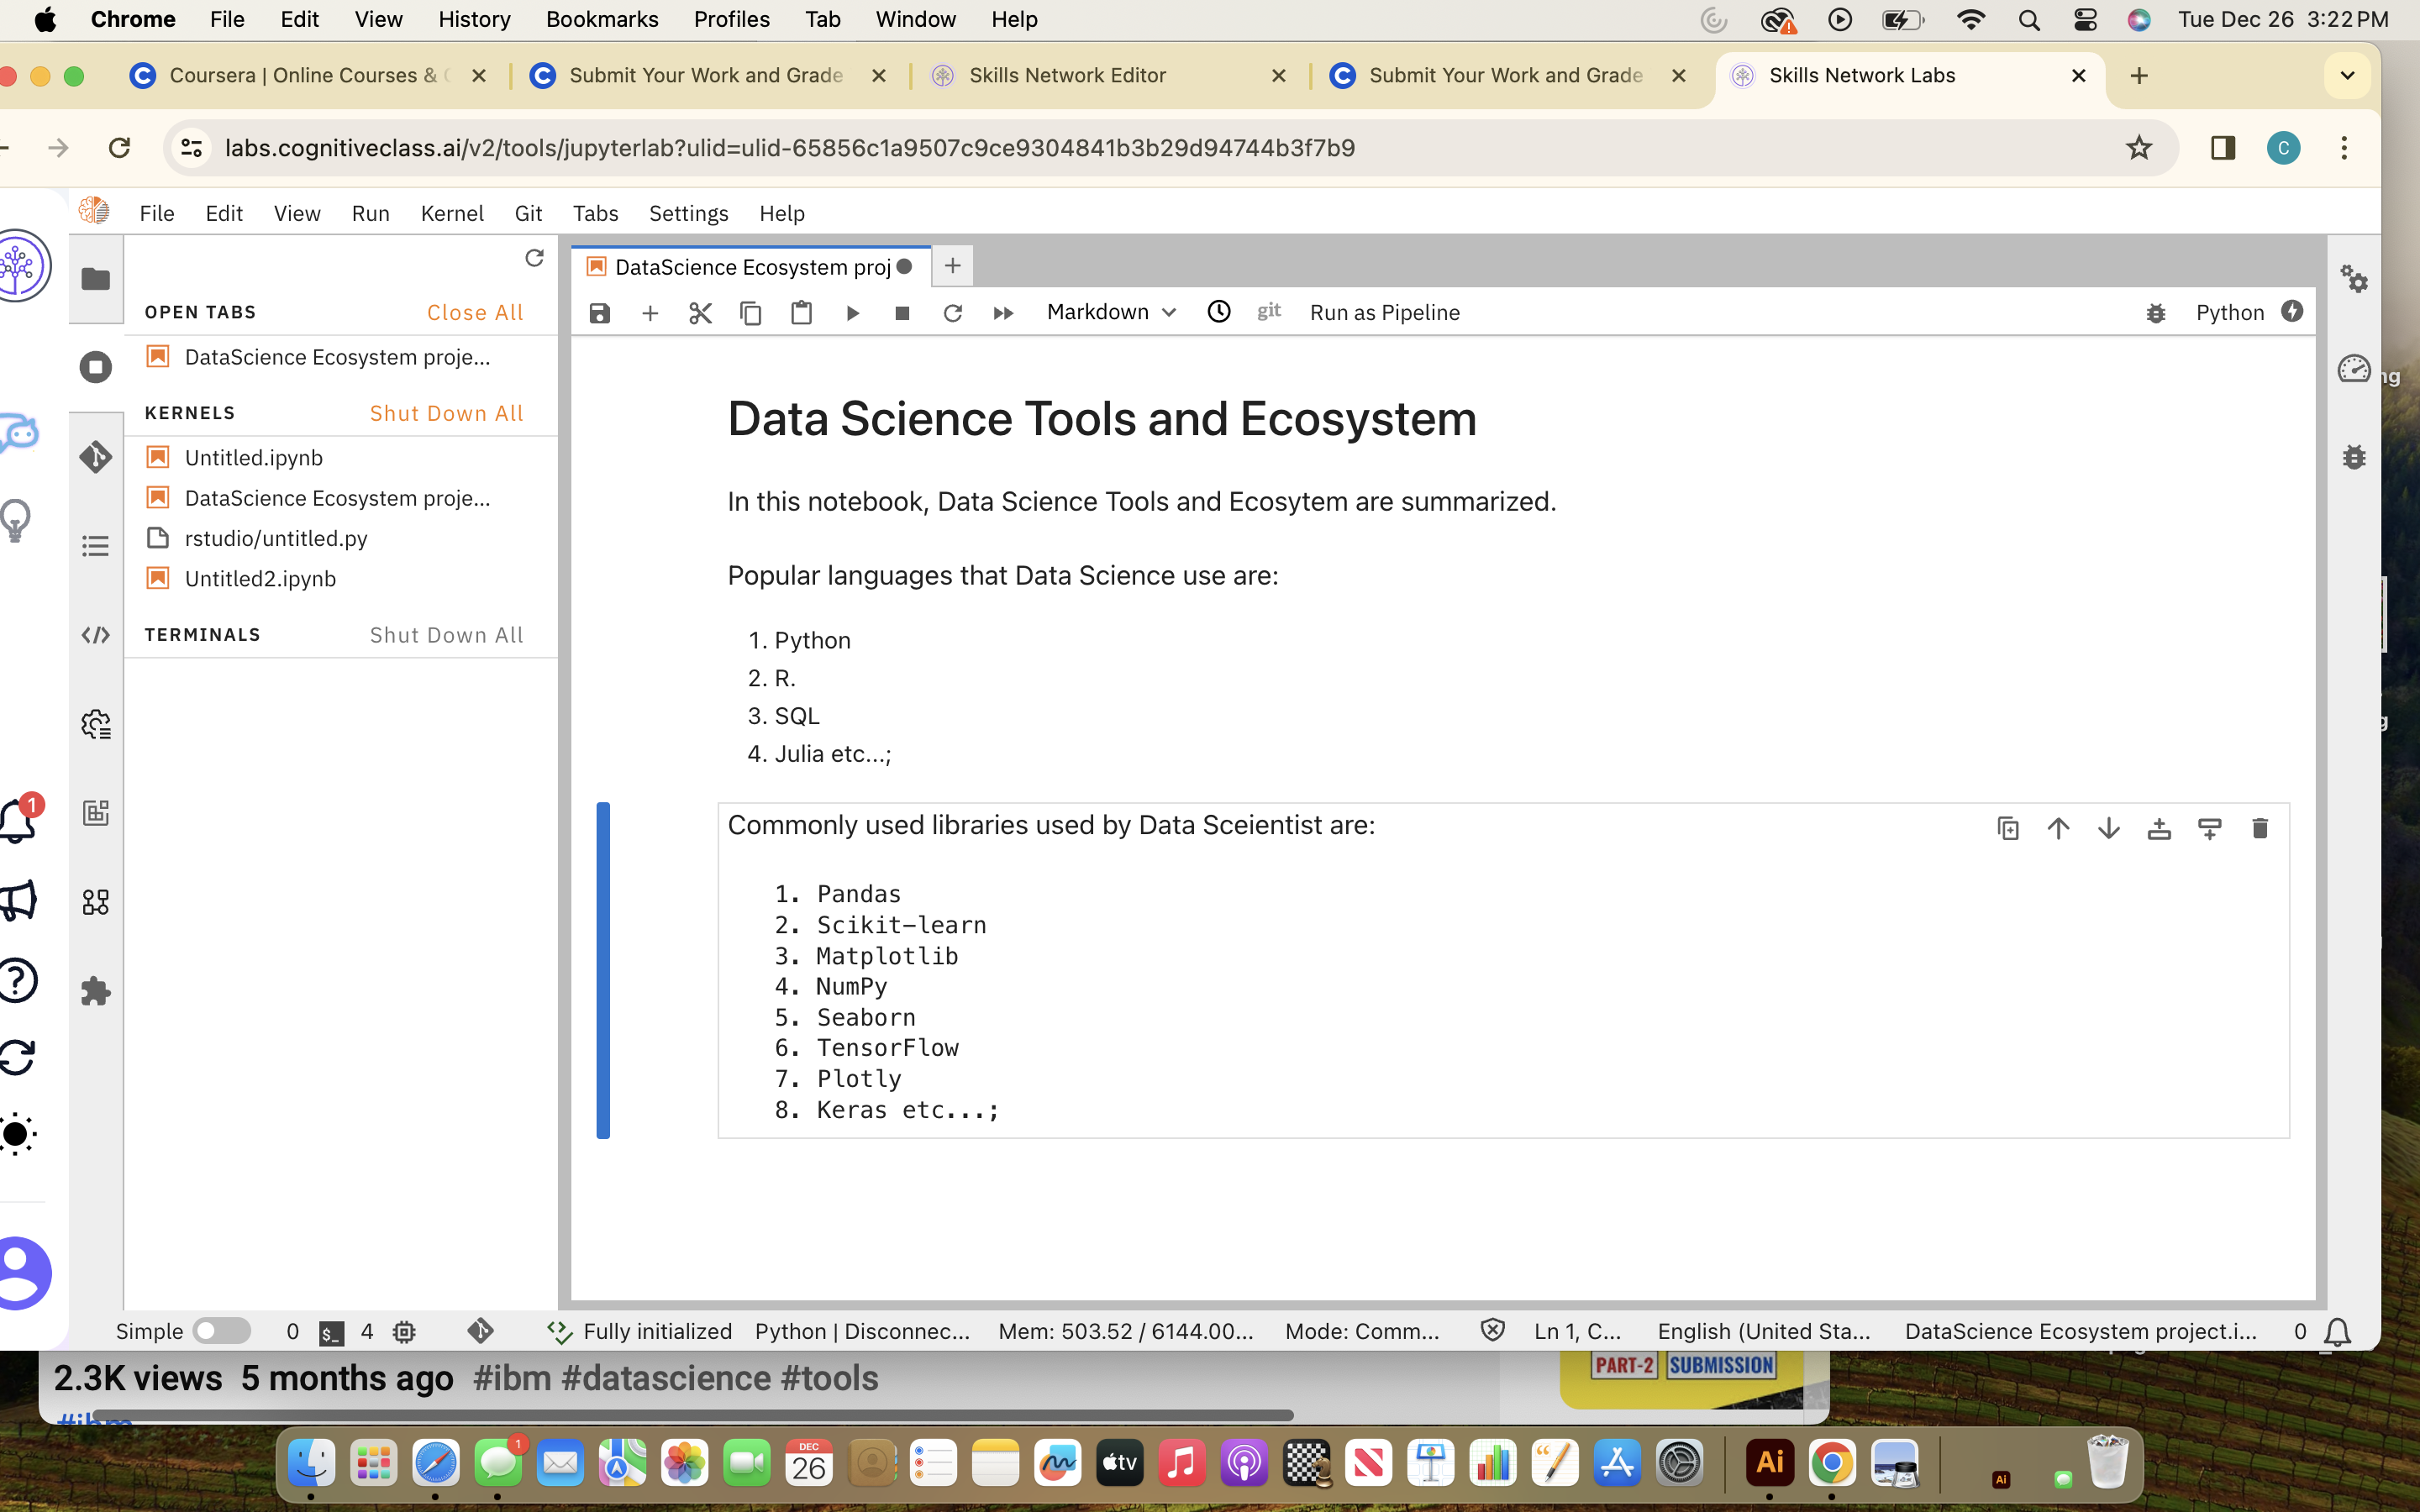 Chrome File Edit View History Bookmarks Profiles Tab Window Help Tue Dec 26 3:22 PM
Coursera | Online Courses & Submit Your Work and Grade Skills Network Editor Submit Your Work and Grade Skills Network Labs
labs.cognitiveclass.ai/v2/tools/jupyterlab?ulid=ulid-65856c1a9507c9ce9304841b3b29d94744b3f7b9 C
File Edit View Run Kernel Git Tabs Settings Help
DataScience Ecosystem proj
OPEN TABS Close All
Markdown git Run as Pipeline Python
DataScience Ecosystem proje...
KERNELS Shut Down All
Untitled.ipynb
DataScience Ecosystem proje...
rstudio/untitled.py
Untitled2.ipynb
TERMINALS Shut Down All
Data Science Tools and Ecosystem
In this notebook, Data Science Tools and Ecosytem are summarized.
Popular languages that Data Science use are:
1. Python
2. R.
3. SQL
4. Julia etc...;
Commonly used libraries used by Data Sceientist are:
1. Pandas
2. Scikit-learn
3. Matplotlib
4. NumPy
5. Seaborn
6. TensorFlow
7. Plotly
8. Keras etc...;
1
Simple 0 $_ 4 Fully initialized Python | Disconnec... Mem: 503.52 / 6144.00... Mode: Comm... Ln 1, C... English (United Sta... DataScience Ecosystem project.i... 0
2.3K views 5 months ago #ibm #datascience #tools
#ibm
PART-2 SUBMISSION
1
DEC
26
tv
Ai
Ai